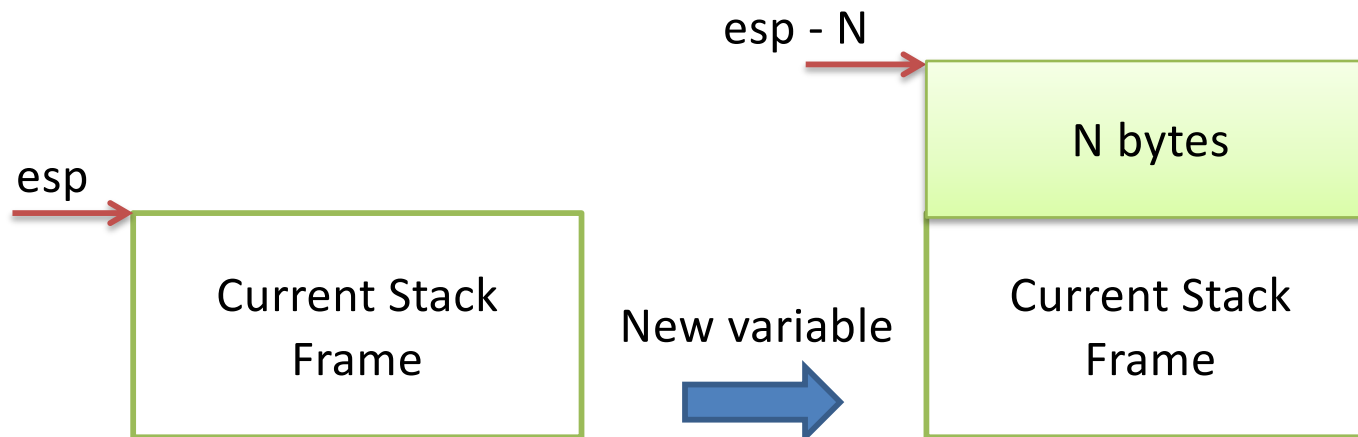 esp - N
N bytes
esp
Current Stack
Frame
New variable
Current Stack
Frame